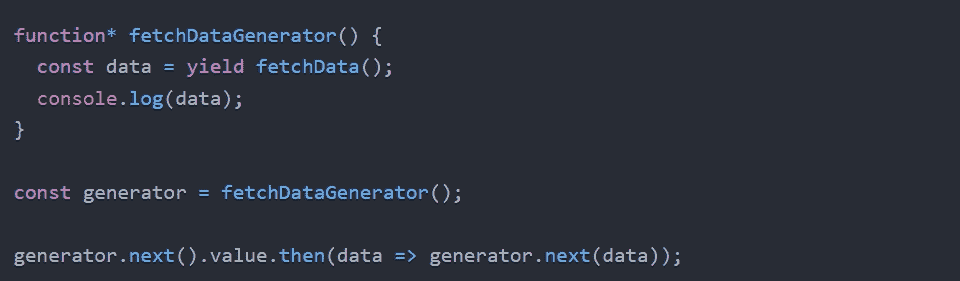 function* fetchDataGenerator() {
  const data = yield fetchData();
  console.log(data);
}

const generator = fetchDataGenerator();

generator.next().value.then(data => generator.next(data));